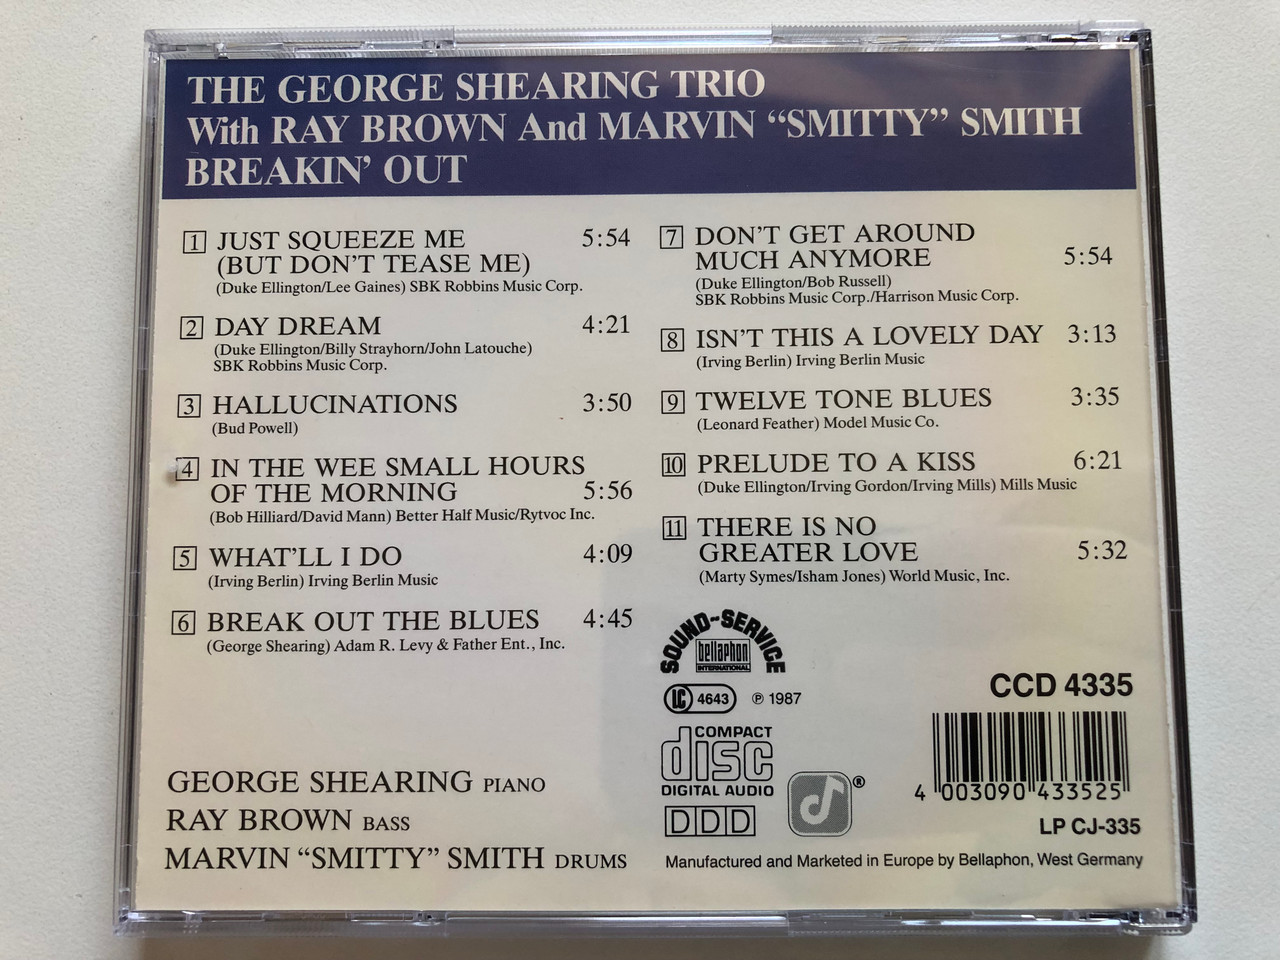 THE GEORGE SHEARING TRIO
With RAY BROWN And MARVIN “SMITTY” SMITH
BREAKIN’ OUT
1 JUST SQUEEZE ME 5:54
(BUT DON’T TEASE ME)
(Duke Ellington/Lee Gaines) SBK Robbins Music Corp.
2 DAY DREAM 4:21
(Duke Ellington/Billy Strayhorn/John Latouche)
SBK Robbins Music Corp.
3 HALLUCINATIONS 3:50
(Bud Powell)
4 IN THE WEE SMALL HOURS
OF THE MORNING 5:56
(Bob Hilliard/David Mann) Better Half Music/Rytvoc Inc.
5 WHAT’LL I DO 4:09
(Irving Berlin) Irving Berlin Music
6 BREAK OUT THE BLUES 4:45
(George Shearing) Adam R. Levy & Father Ent., Inc.
7 DON’T GET AROUND
MUCH ANYMORE 5:54
(Duke Ellington/Bob Russell)
SBK Robbins Music Corp./Harrison Music Corp.
8 ISN’T THIS A LOVELY DAY 3:13
(Irving Berlin) Irving Berlin Music
9 TWELVE TONE BLUES 3:35
(Leonard Feather) Model Music Co.
10 PRELUDE TO A KISS 6:21
(Duke Ellington/Irving Gordon/Irving Mills) Mills Music
11 THERE IS NO
GREATER LOVE 5:32
(Marty Symes/Isham Jones) World Music, Inc.
GEORGE SHEARING PIANO
RAY BROWN BASS
MARVIN “SMITTY” SMITH DRUMS
SOUND-SERVICE
bellaphon
INTERNATIONAL
LC 4643 ℗ 1987
COMPACT
disc
DIGITAL AUDIO
DDD
®
CCD 4335
4 003090 433525
LP CJ-335
Manufactured and Marketed in Europe by Bellaphon, West Germany